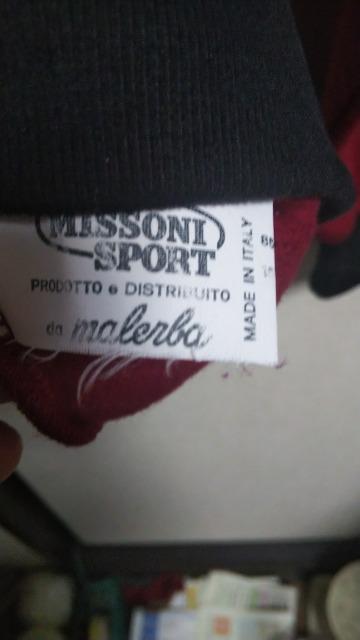 MISSONI
SPORT
PRODOTTO e DISTRIBUITO
da malerba
MADE IN ITALY